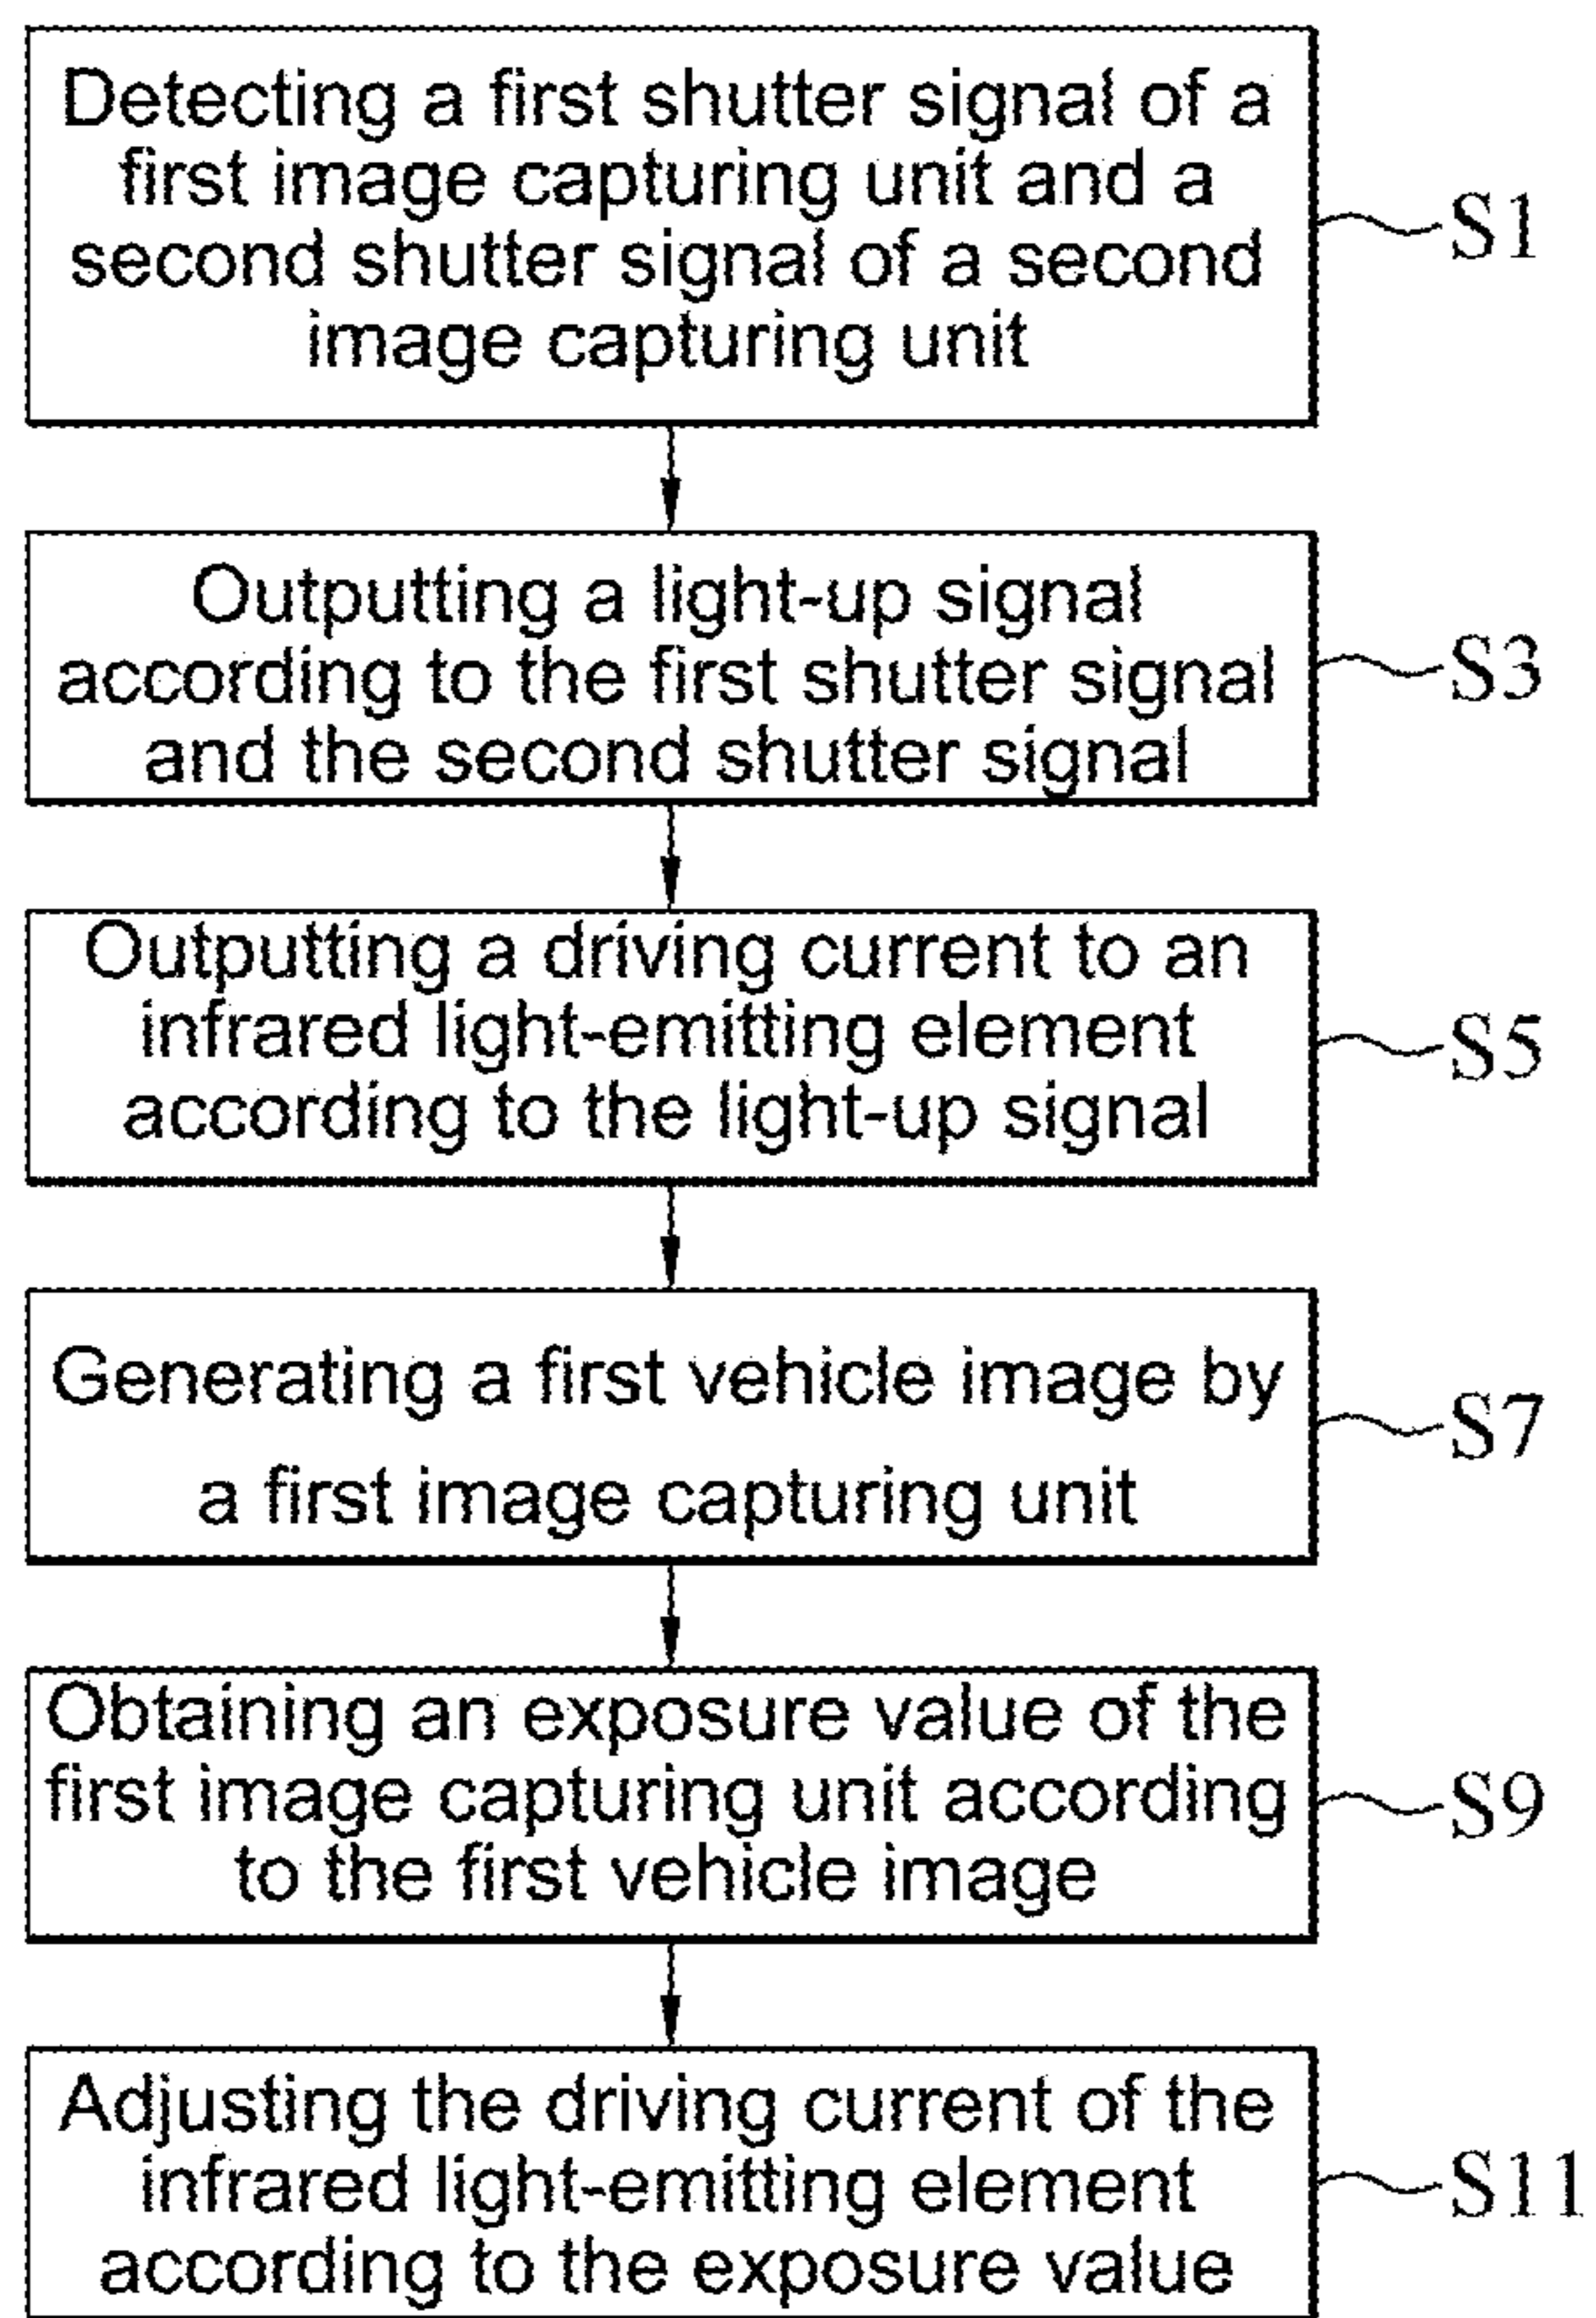 Detecting a first shutter signal of a
first image capturing unit and a
second shutter signal of a second
image capturing unit
S1
Outputting a light-up signal
according to the first shutter signal
and the second shutter signal
S3
Outputting a driving current to an
infrared light-emitting element
according to the light-up signal
S5
Generating a first vehicle image by
a first image capturing unit
S7
Obtaining an exposure value of the
first image capturing unit according
to the first vehicle image
S9
Adjusting the driving current of the
infrared light-emitting element
according to the exposure value
S11